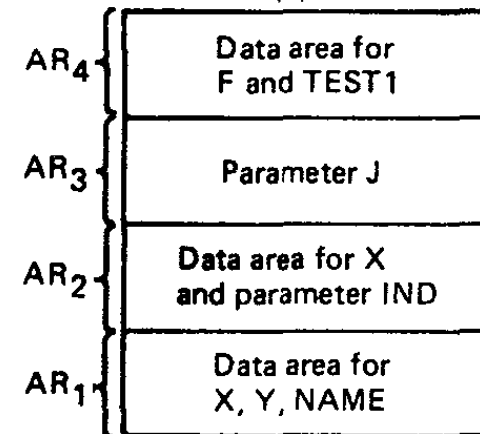 AR4
Data area for
F and TEST1
AR3
Parameter J
AR2
Data area for X
and parameter IND
AR1
Data area for
X, Y, NAME